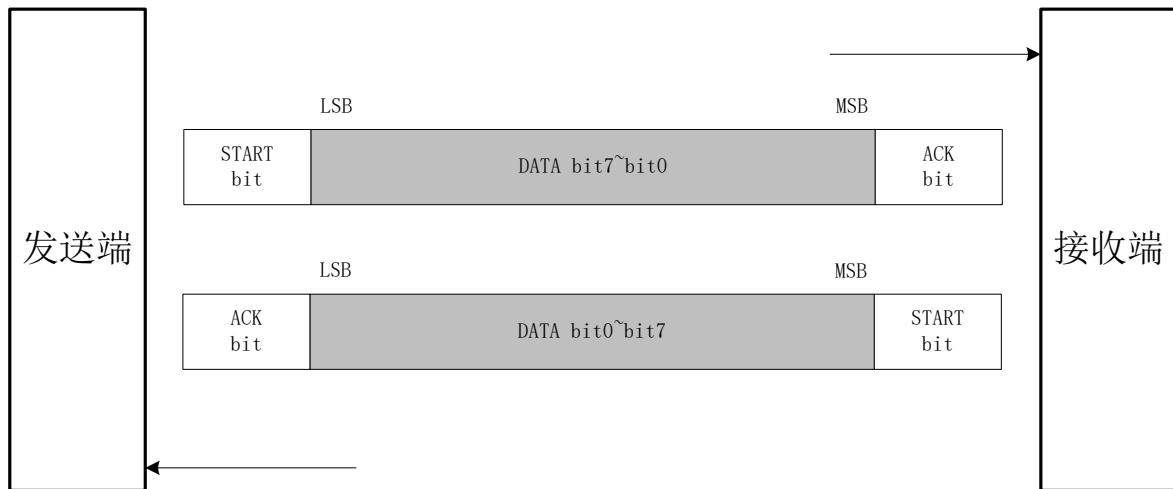 发送端
LSB
MSB
START
bit
DATA bit7~bit0
ACK
bit
LSB
MSB
ACK
bit
DATA bit0~bit7
START
bit
接收端